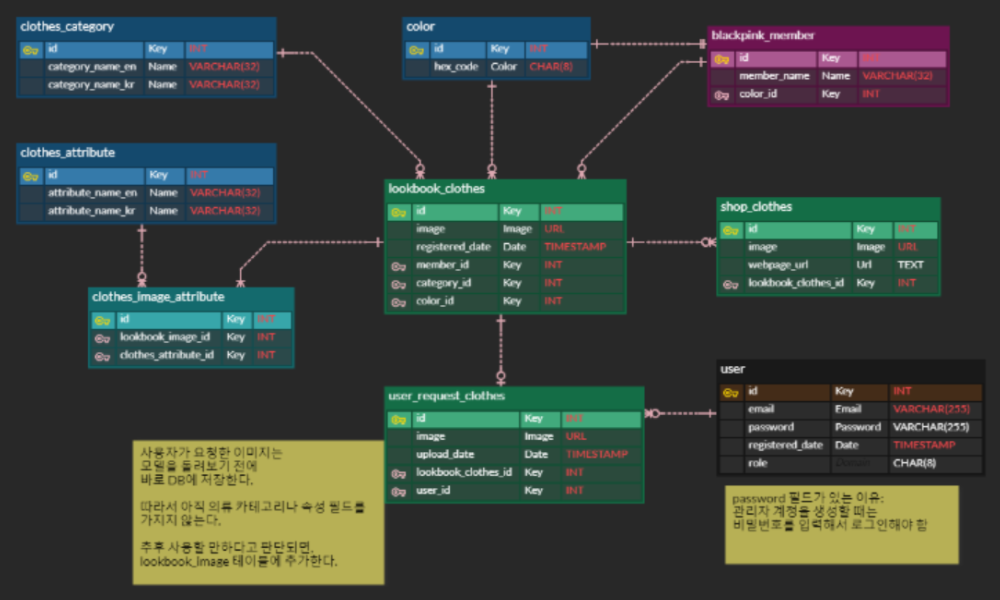 clothes_category
id Key INT
category_name_en Name VARCHAR(32)
category_name_kr Name VARCHAR(32)
color
id Key INT
hex_code Color CHAR(8)
blackpink_member
id Key INT
member_name Name VARCHAR(32)
color_id Key INT
clothes_attribute
id Key INT
attribute_name_en Name VARCHAR(32)
attribute_name_kr Name VARCHAR(32)
lookbook_clothes
id Key INT
image Image URL
registered_date Date TIMESTAMP
member_id Key INT
category_id Key INT
color_id Key INT
shop_clothes
id Key INT
image Image URL
webpage_url Url TEXT
lookbook_clothes_id Key INT
clothes_image_attribute
id Key INT
lookbook_image_id Key INT
clothes_attribute_id Key INT
user_request_clothes
id Key INT
image Image URL
upload_date Date TIMESTAMP
lookbook_clothes_id Key INT
user_id Key INT
user
id Key INT
email Email VARCHAR(255)
password Password VARCHAR(255)
registered_date Date TIMESTAMP
role Domain CHAR(8)
사용자가 요청한 이미지는
모델을 돌려보기 전에
바로 DB에 저장한다.
따라서 아직 의류 카테고리나 속성 필드를
가지지 않는다.
추후 사용할 만하다고 판단되면,
lookbook_image 테이블에 추가한다.
password 필드가 있는 이유:
관리자 계정을 생성할 때는
비밀번호를 입력해서 로그인해야 함